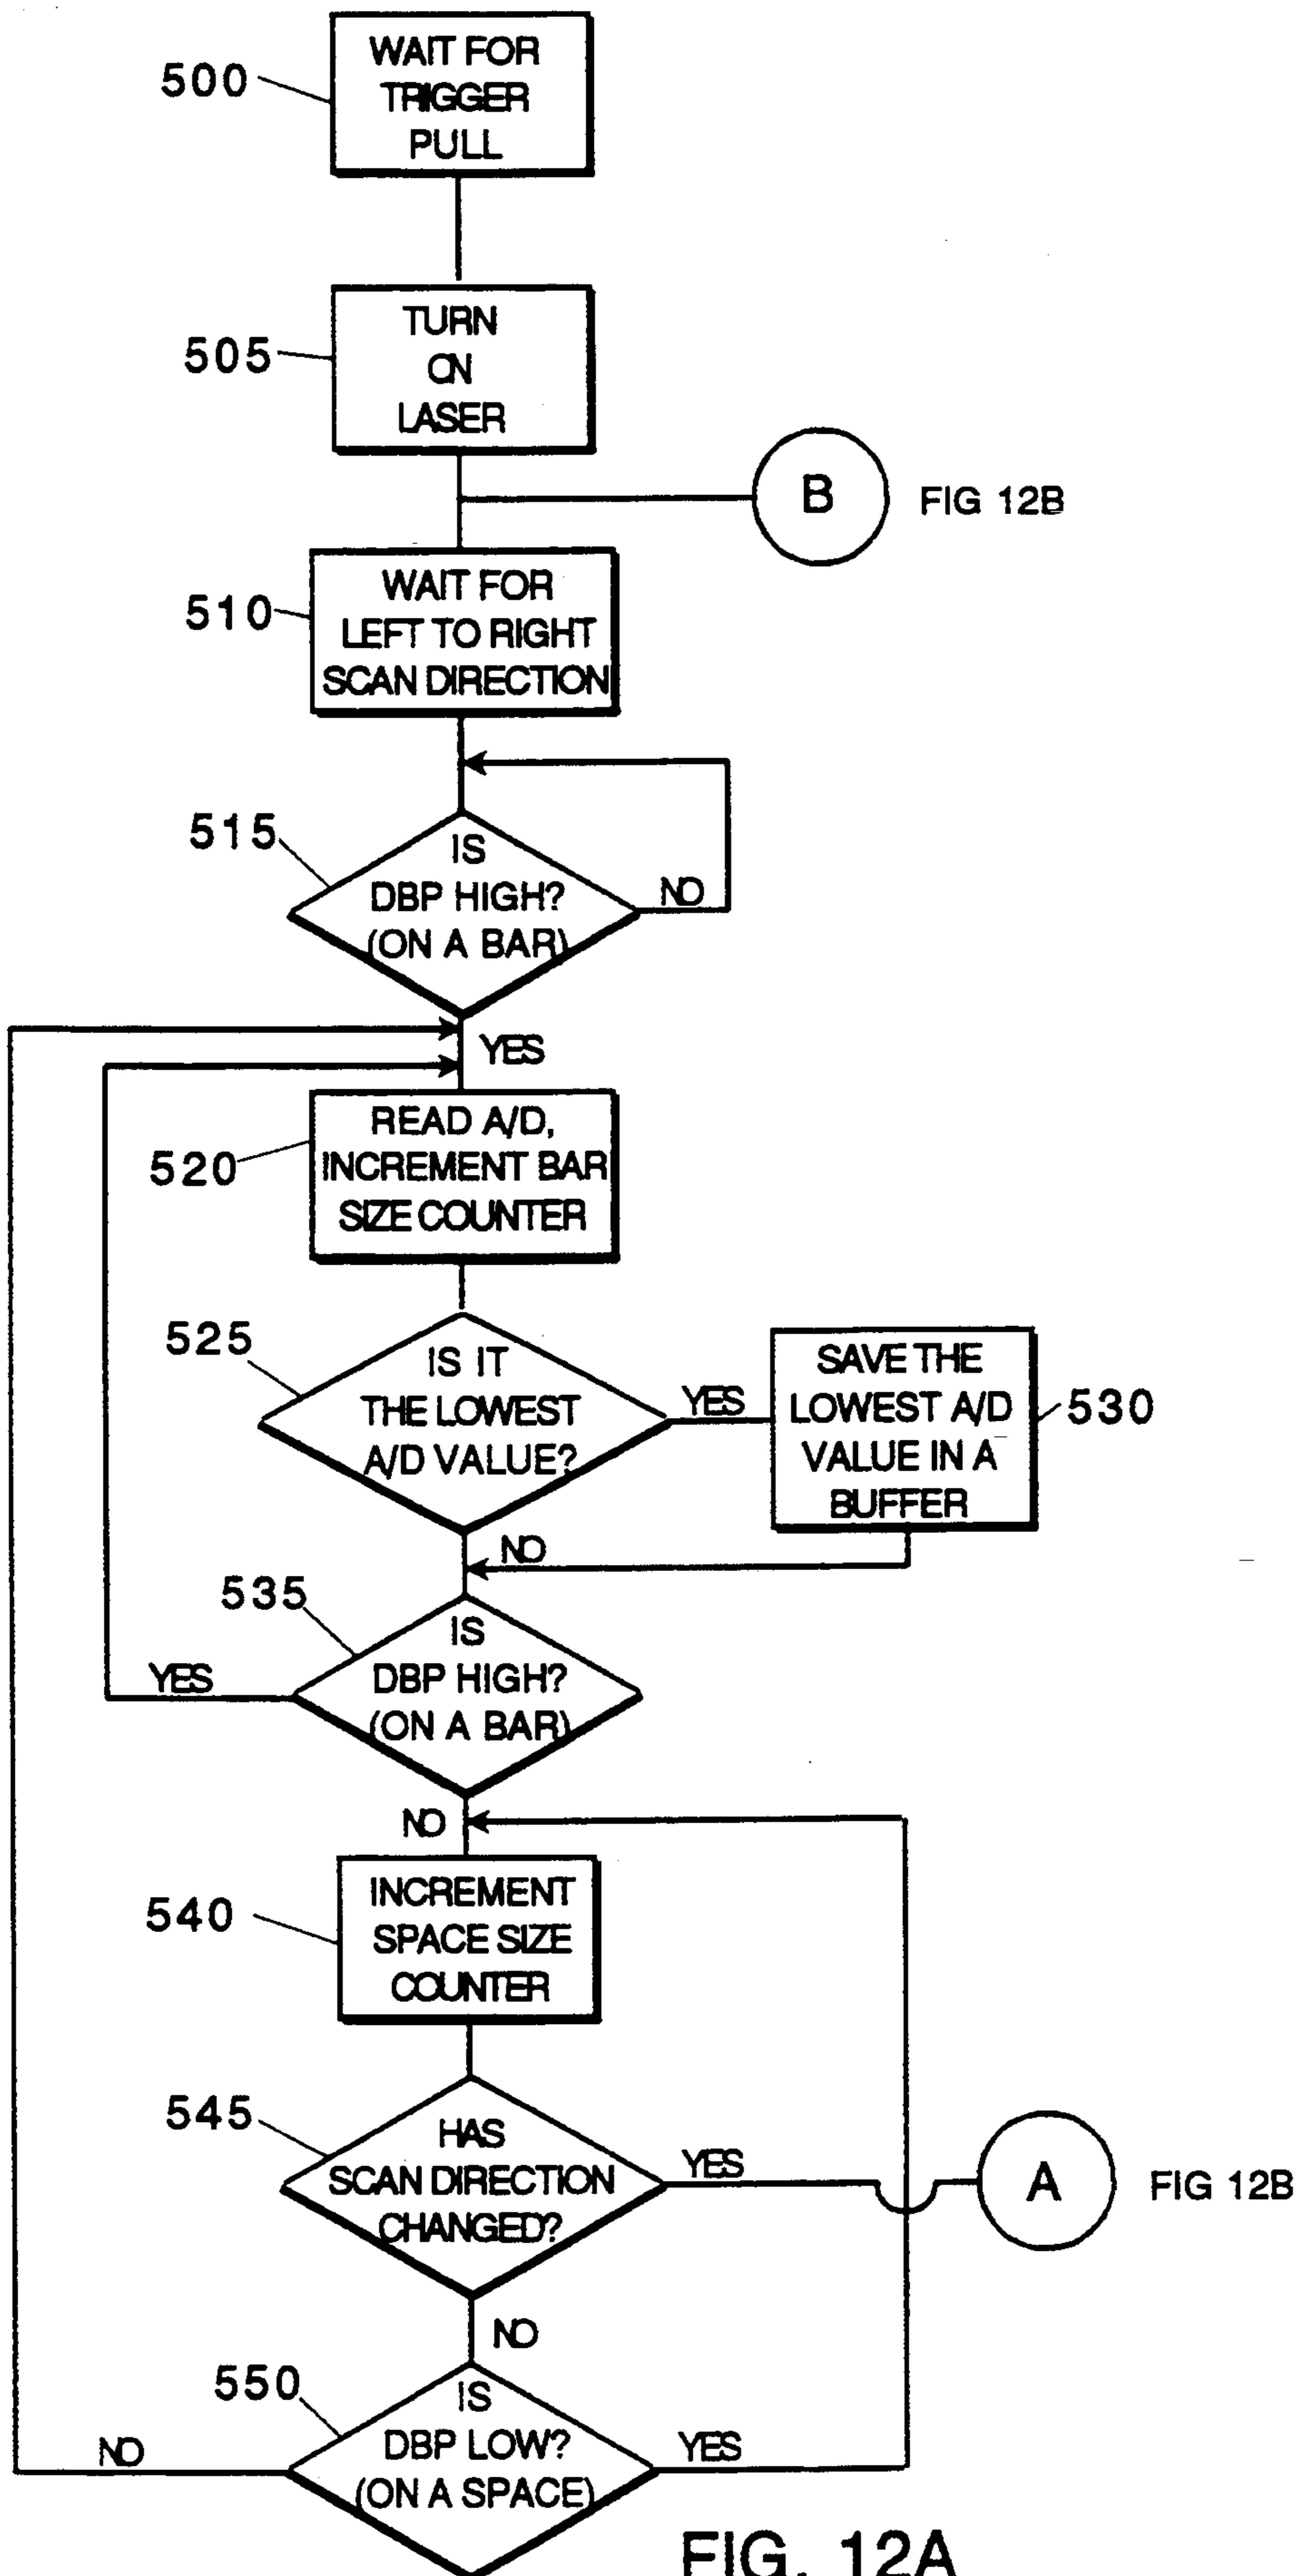 WAIT FOR
TRIGGER
PULL
500
TURN
ON
LASER
505
B
FIG 12B
WAIT FOR
LEFT TO RIGHT
SCAN DIRECTION
510
515
IS
DBP HIGH?
(ON A BAR)
NO
YES
READ A/D,
INCREMENT BAR
SIZE COUNTER
520
525
IS IT
THE LOWEST
A/D VALUE?
YES
SAVE THE
LOWEST A/D
VALUE IN A
BUFFER
530
NO
535
IS
DBP HIGH?
(ON A BAR)
YES
NO
INCREMENT
SPACE SIZE
COUNTER
540
545
HAS
SCAN DIRECTION
CHANGED?
YES
A
FIG 12B
NO
550
IS
DBP LOW?
(ON A SPACE)
NO
YES
FIG. 12A